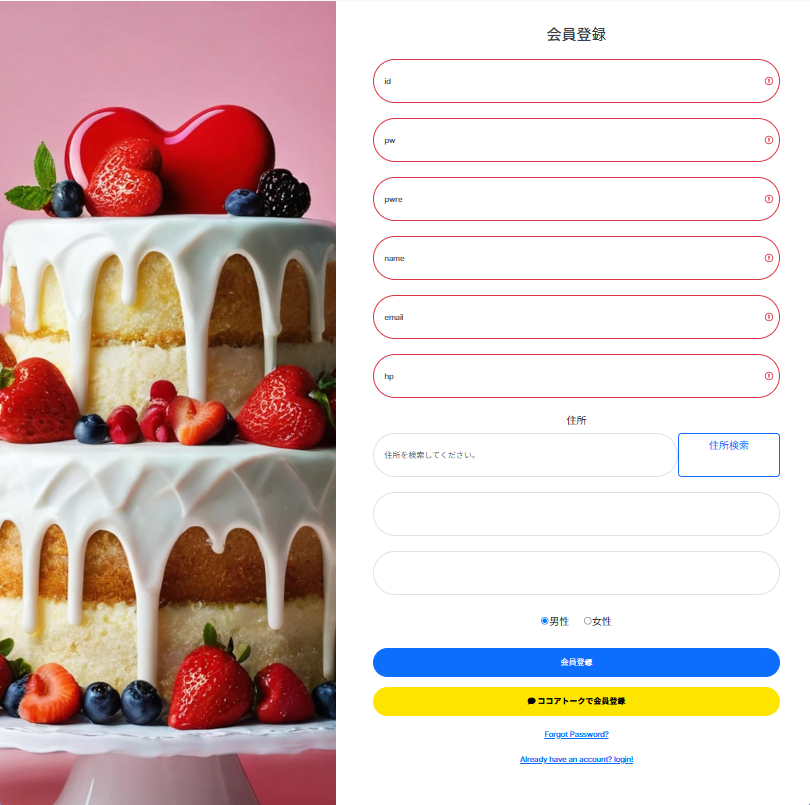 会員登録
id
pw
pwre
name
email
hp
住所
住所を検索してください。 住所検索
男性 女性
会員登録
ココアトークで会員登録
Forgot Password?
Already have an account? login!